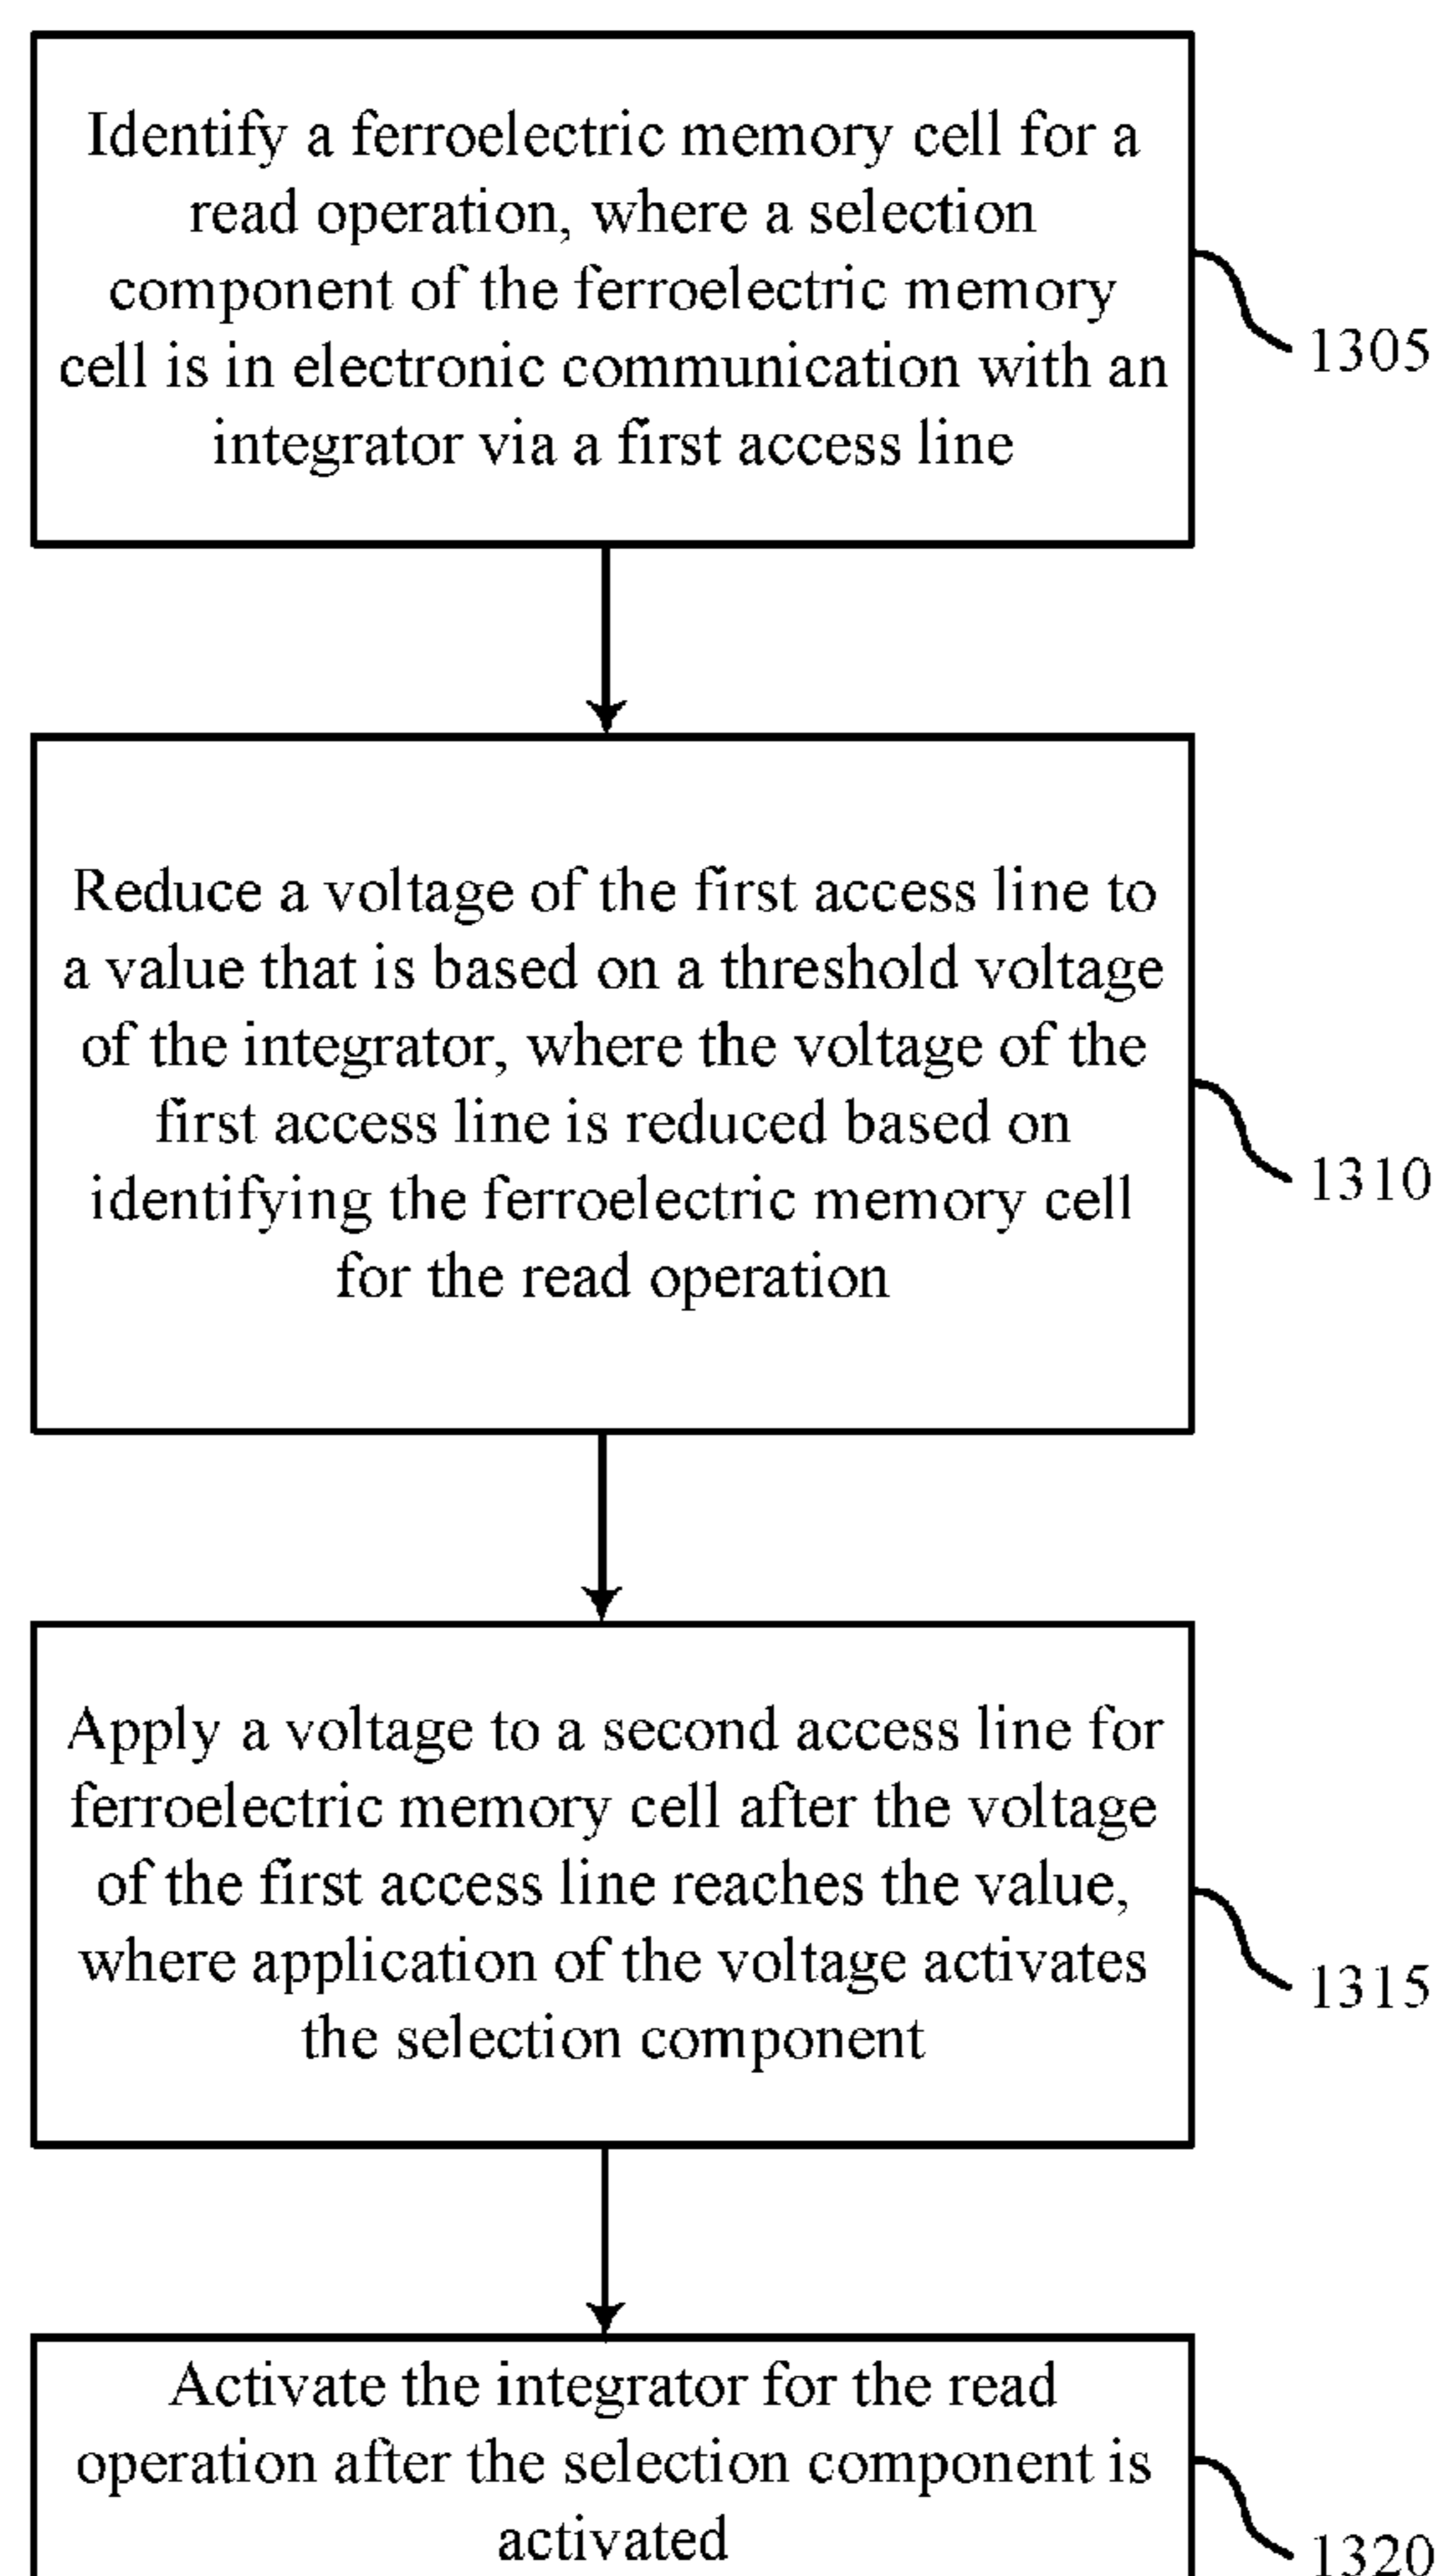 Identify a ferroelectric memory cell for a
read operation, where a selection
component of the ferroelectric memory
cell is in electronic communication with an
integrator via a first access line
1305
Reduce a voltage of the first access line to
a value that is based on a threshold voltage
of the integrator, where the voltage of the
first access line is reduced based on
identifying the ferroelectric memory cell
for the read operation
1310
Apply a voltage to a second access line for
ferroelectric memory cell after the voltage
of the first access line reaches the value,
where application of the voltage activates
the selection component
1315
Activate the integrator for the read
operation after the selection component is
activated
1320